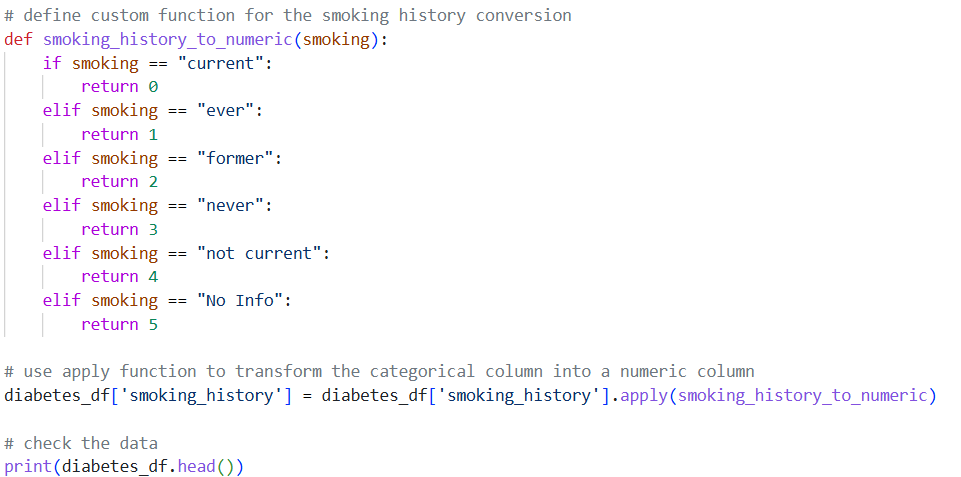 # define custom function for the smoking history conversion
def smoking_history_to_numeric(smoking):
    if smoking == "current":
        return 0
    elif smoking == "ever":
        return 1
    elif smoking == "former":
        return 2
    elif smoking == "never":
        return 3
    elif smoking == "not current":
        return 4
    elif smoking == "No Info":
        return 5

# use apply function to transform the categorical column into a numeric column
diabetes_df['smoking_history'] = diabetes_df['smoking_history'].apply(smoking_history_to_numeric)

# check the data
print(diabetes_df.head())